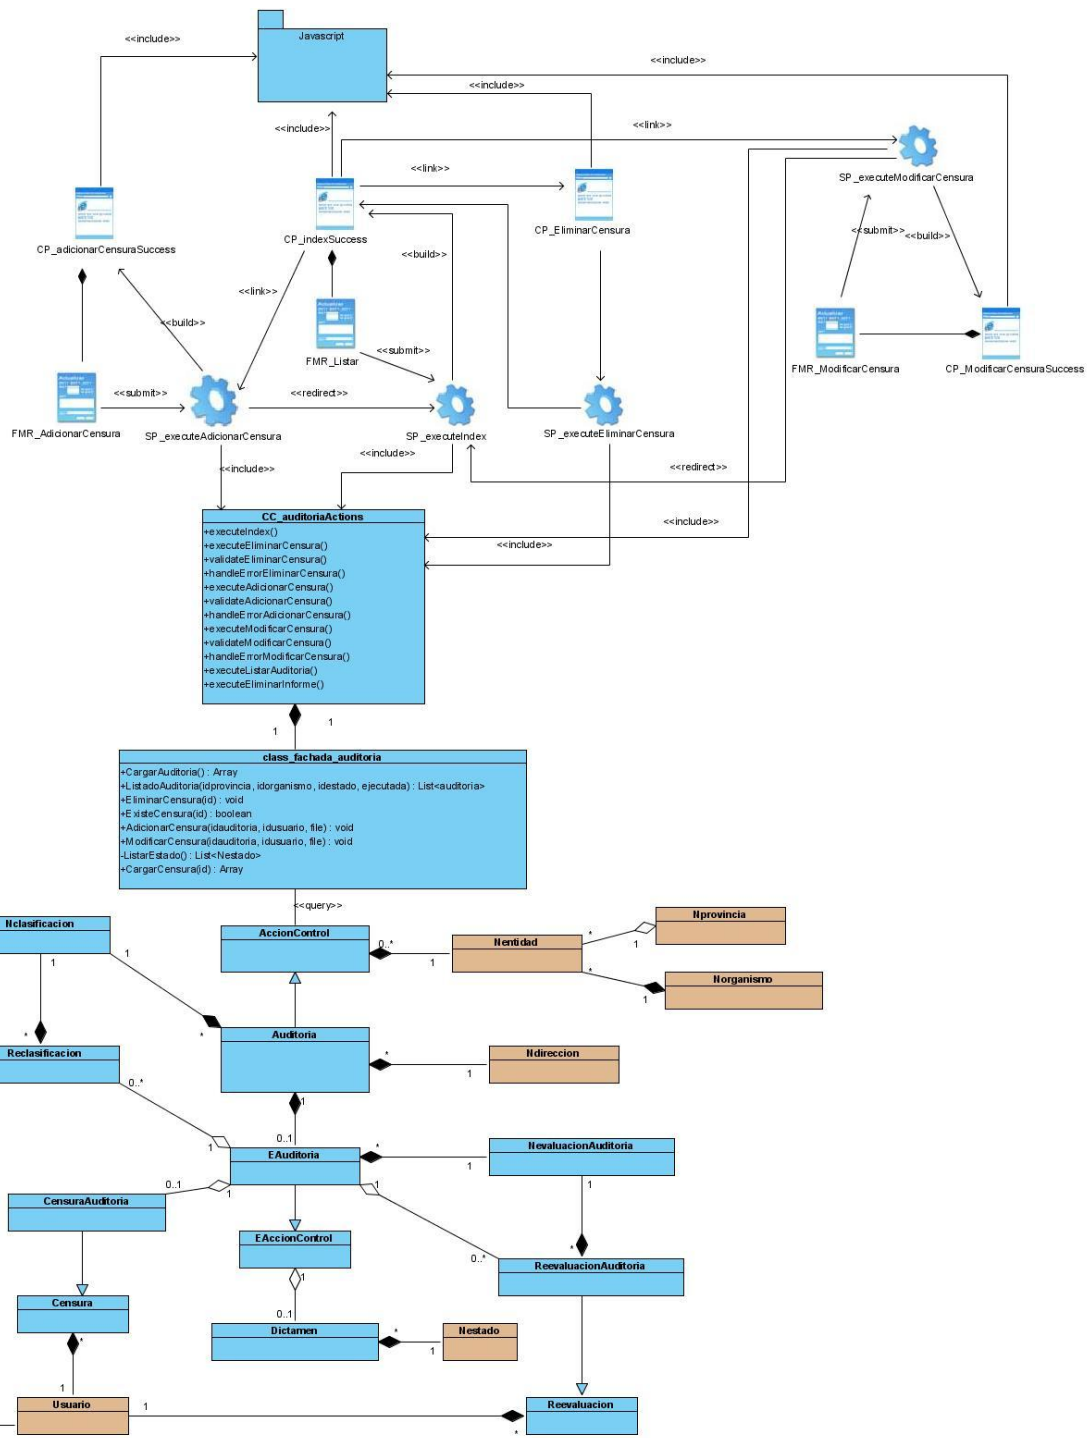 Javascript
<<include>>
<<include>>
<<include>>
<<include>>
<<link>>
<<link>>
SP_executeModificarCensura
CP_adicionarCensuraSuccess
CP_indexSuccess
CP_EliminarCensura
<<submit>>
<<build>>
<<build>>
<<link>>
<<build>>
<<submit>>
FMR_Listar
FMR_ModificarCensura
CP_ModificarCensuraSuccess
<<submit>>
<<redirect>>
FMR_AdicionarCensura
SP_executeAdicionarCensura
SP_executeIndex
SP_executeEliminarCensura
<<include>>
<<include>>
<<redirect>>
<<include>>
<<include>>
CC_auditoriaActions
+executeIndex()
+executeEliminarCensura()
+validateEliminarCensura()
+handleErrorEliminarCensura()
+executeAdicionarCensura()
+validateAdicionarCensura()
+handleErrorAdicionarCensura()
+executeModificarCensura()
+validateModificarCensura()
+handleErrorModificarCensura()
+executeListarAuditoria()
+executeEliminarInforme()
1
1
class_fachada_auditoria
+CargarAuditoria() : Array
+ListadoAuditoria(idprovincia, idorganismo, idestado, ejecutada) : List<auditoria>
+EliminarCensura(id) : void
+ExisteCensura(id) : boolean
+AdicionarCensura(idauditoria, idusuario, file) : void
+ModificarCensura(idauditoria, idusuario, file) : void
-ListarEstado() : List<Nestado>
+CargarCensura(id) : Array
<<query>>
Nclasificacion
AccionControl
Nentidad
Nprovincia
Norganismo
0..*
1
*
1
*
1
1
1
*
*
Auditoria
Reclasificacion
*
1
Ndireccion
0..*
1
1
0..1
EAuditoria
*
1
NevaluacionAuditoria
0..1
1
1
1
CensuraAuditoria
EAccionControl
*
0..*
ReevaluacionAuditoria
1
0..1
Censura
Dictamen
*
1
Nestado
*
1
Usuario
1
*
Reevaluacion